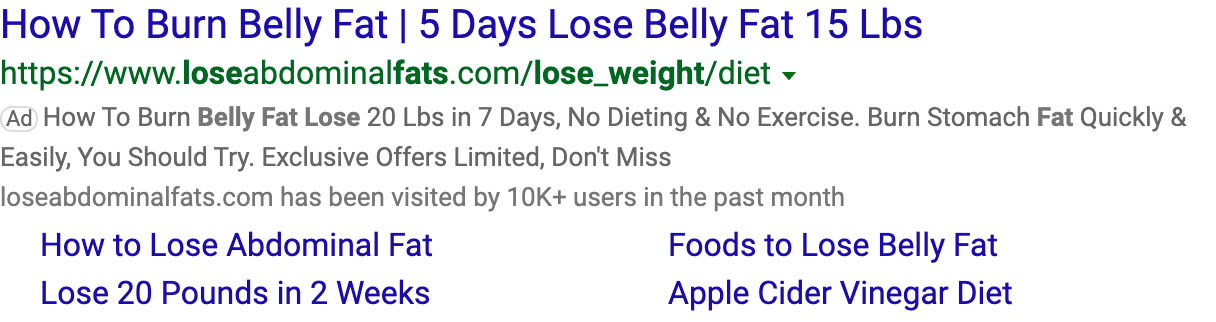 How To Burn Belly Fat | 5 Days Lose Belly Fat 15 Lbs
https://www.loseabdominalfats.com/lose_weight/diet
Ad How To Burn Belly Fat Lose 20 Lbs in 7 Days, No Dieting & No Exercise. Burn Stomach Fat Quickly &
Easily, You Should Try. Exclusive Offers Limited, Don't Miss
loseabdominalfats.com has been visited by 10K+ users in the past month
How to Lose Abdominal Fat
Foods to Lose Belly Fat
Lose 20 Pounds in 2 Weeks
Apple Cider Vinegar Diet